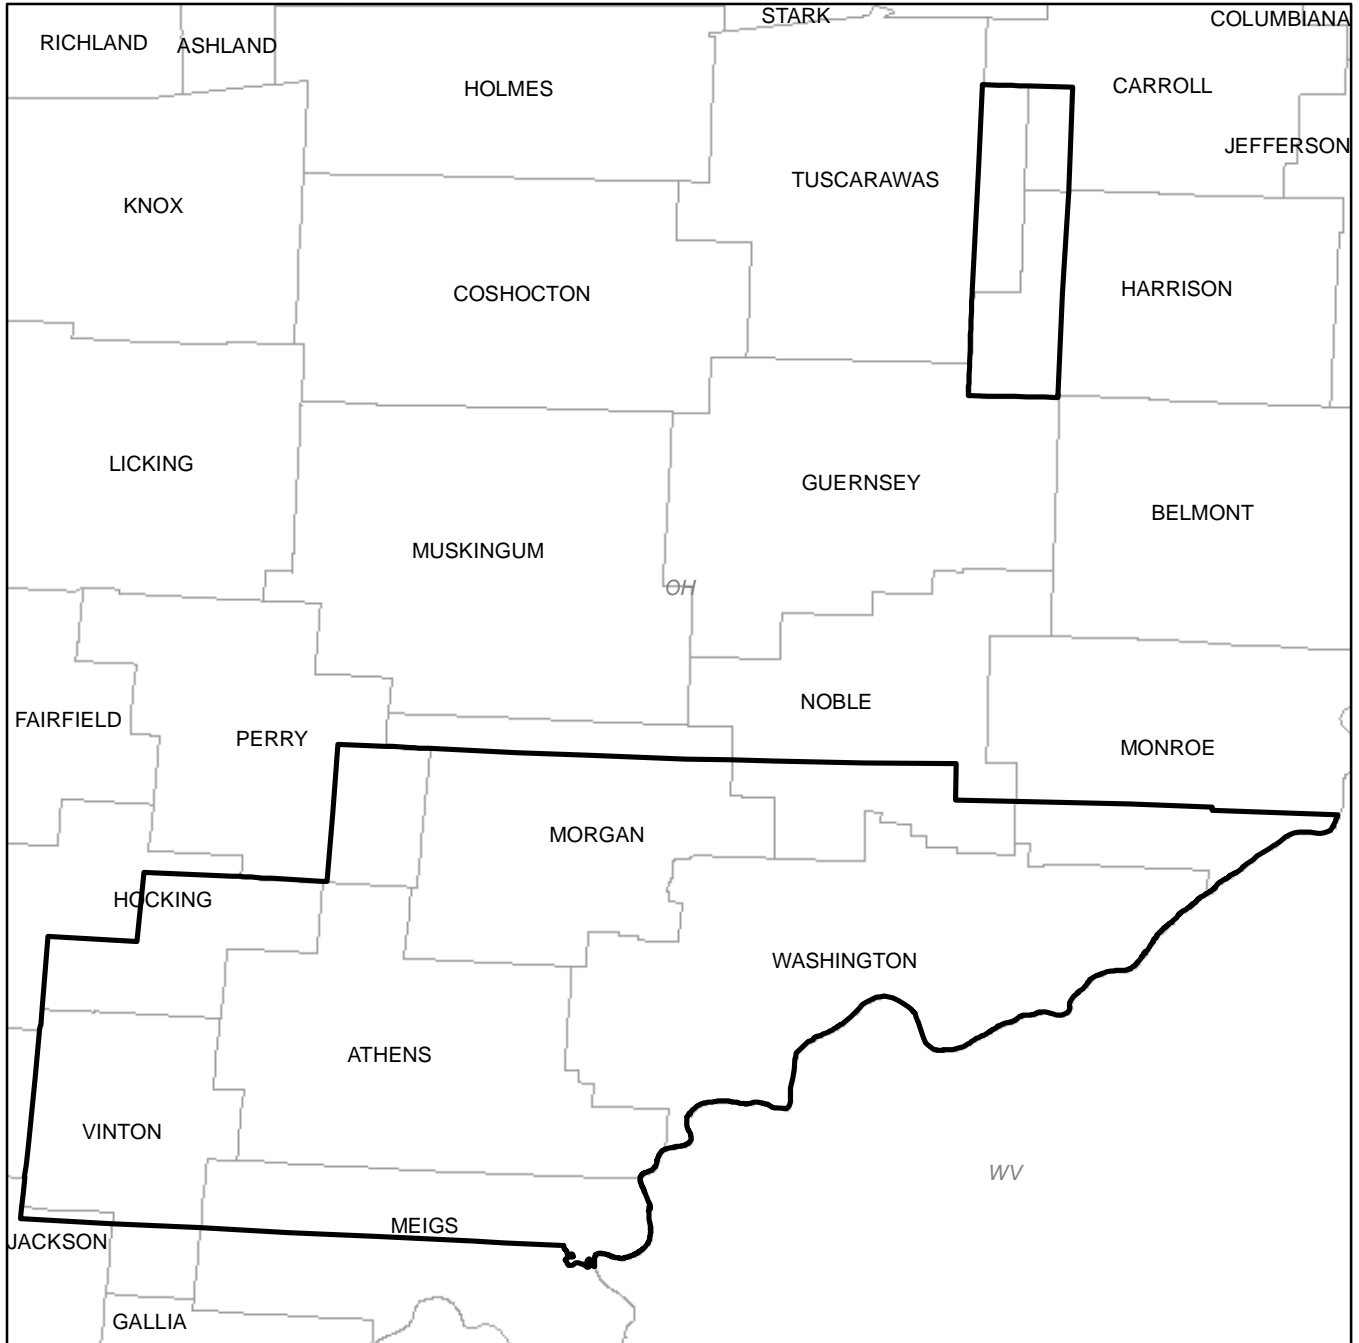 STARK
COLUMBIANA
RICHLAND
ASHLAND
HOLMES
CARROLL
JEFFERSON
TUSCARAWAS
KNOX
HARRISON
COSHOCTON
LICKING
GUERNSEY
BELMONT
MUSKINGUM
OH
NOBLE
FAIRFIELD
PERRY
MONROE
MORGAN
HOCKING
WASHINGTON
ATHENS
VINTON
WV
MEIGS
JACKSON
GALLIA